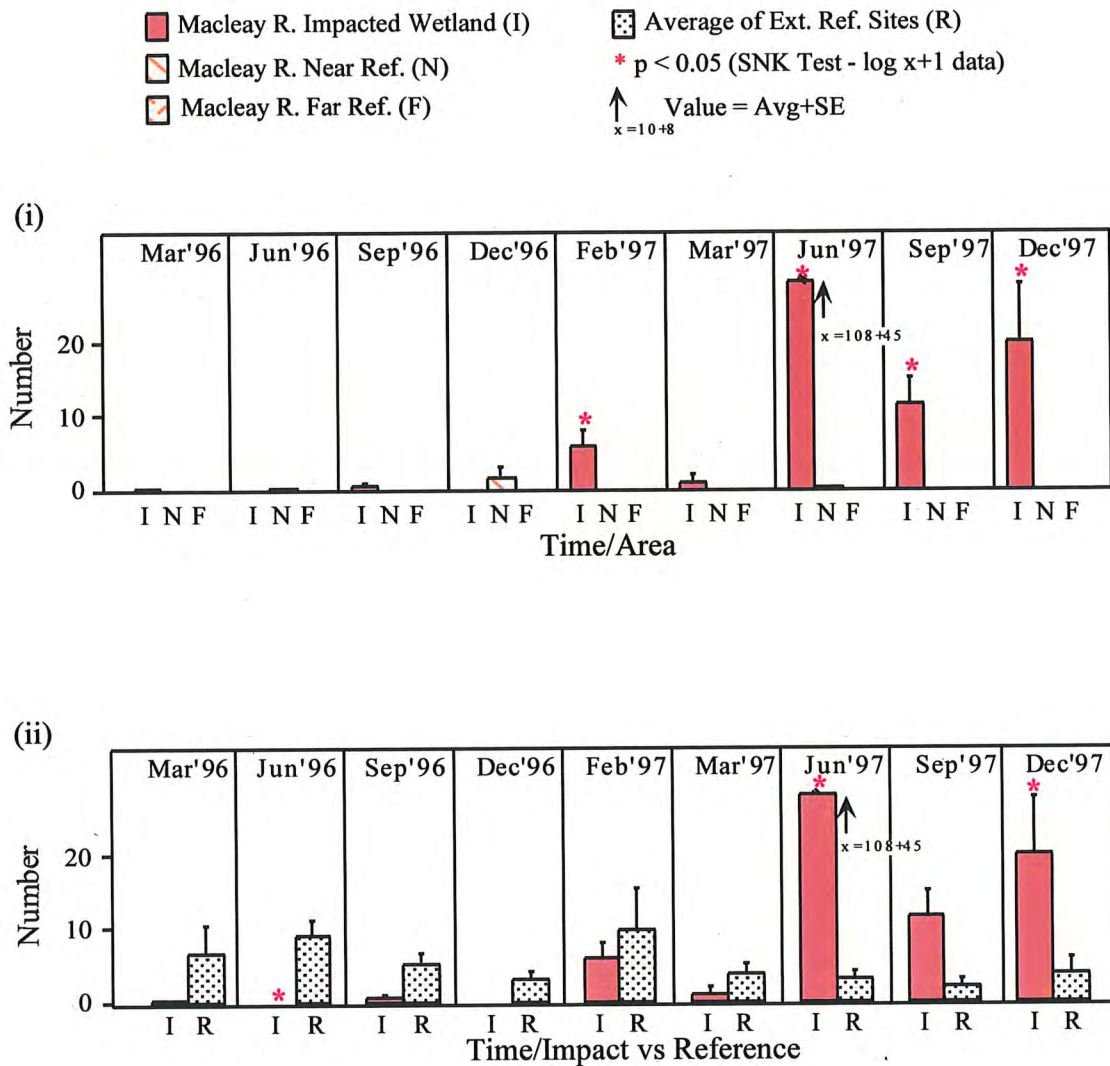 Macleay R. Impacted Wetland (I)
Macleay R. Near Ref. (N)
Macleay R. Far Ref. (F)
Average of Ext. Ref. Sites (R)
* p < 0.05 (SNK Test - log x+1 data)
Value = Avg+SE
x =10+8
(i)
Mar'96 Jun'96 Sep'96 Dec'96 Feb'97 Mar'97 Jun'97 Sep'97 Dec'97
* * * *
x =108+45
Number
20
10
0
I N F I N F I N F I N F I N F I N F I N F I N F I N F
Time/Area
(ii)
Mar'96 Jun'96 Sep'96 Dec'96 Feb'97 Mar'97 Jun'97 Sep'97 Dec'97
* * *
x =108+45
Number
20
10
0
I R I R I R I R I R I R I R I R I R
Time/Impact vs Reference